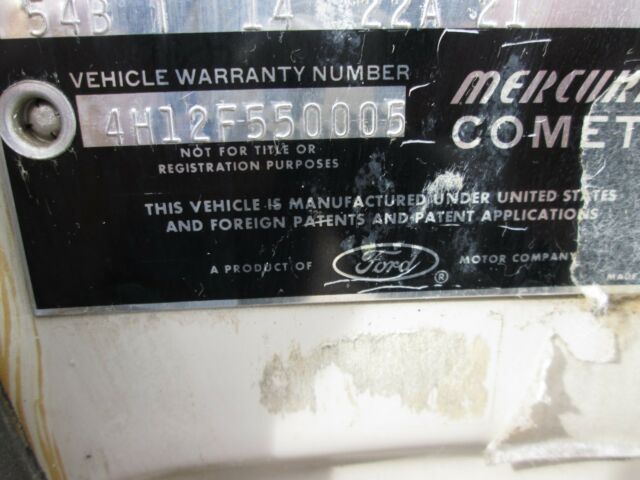 54B 14 22A 21
VEHICLE WARRANTY NUMBER
4H12F550005
NOT FOR TITLE OR
REGISTRATION PURPOSES
MERCUR
COMET
THIS VEHICLE IS MANUFACTURED UNDER UNITED STATES
AND FOREIGN PATENTS AND PATENT APPLICATIONS
A PRODUCT OF Ford ® MOTOR COMPANY
MADE